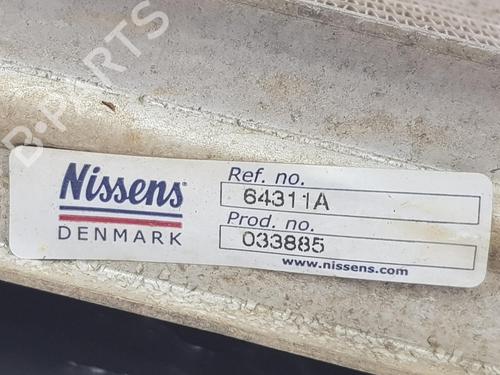 B-PARTS
Nissens
DENMARK
Ref. no.
64311A
Prod. no.
033885
www.nissens.com